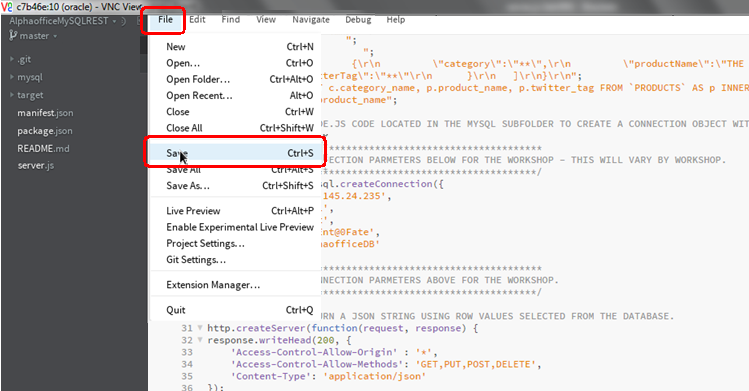 c7b46e:10 (oracle) - VNC View
AlphaofficeMySQLREST
master
.git
mysql
target
manifest.json
package.json
README.md
server.js
File Edit Find View Navigate Debug Help
New Ctrl+N
Open... Ctrl+O
Open Folder... Ctrl+Alt+O
Open Recent... Alt+O
Close Ctrl+W
Close All Ctrl+Shift+W
Save Ctrl+S
Save All Ctrl+Alt+S
Save As... Ctrl+Shift+S
Live Preview Ctrl+Alt+P
Enable Experimental Live Preview
Project Settings...
Git Settings...
Extension Manager...
Quit Ctrl+Q
";
";
{\r\n \"category\":\"**\",\r\n \"productName\":\"THE
tterTag\":\"**\"\r\n }\r\n ]\r\n}\r\n";
c.category_name, p.product_name, p.twitter_tag FROM `PRODUCTS` AS p INNER
product_name";
DE.JS CODE LOCATED IN THE MYSQL SUBFOLDER TO CREATE A CONNECTION OBJECT WIT
****************************************
NECTION PARMETERS BELOW FOR THE WORKSHOP - THIS WILL VARY BY WORKSHOP.
****************************************/
sql.createConnection({
145.24.235',
',
',
nt@0Fate',
haofficeDB'
****************************************
NNECTION PARMETERS ABOVE FOR THE WORKSHOP.
****************************************/
URN A JSON STRING USING ROW VALUES SELECTED FROM THE DATABASE.
31 http.createServer(function(request, response) {
32 response.writeHead(200, {
33 'Access-Control-Allow-Origin' : '*',
34 'Access-Control-Allow-Methods': 'GET,PUT,POST,DELETE',
35 'Content-Type': 'application/json'
36 });